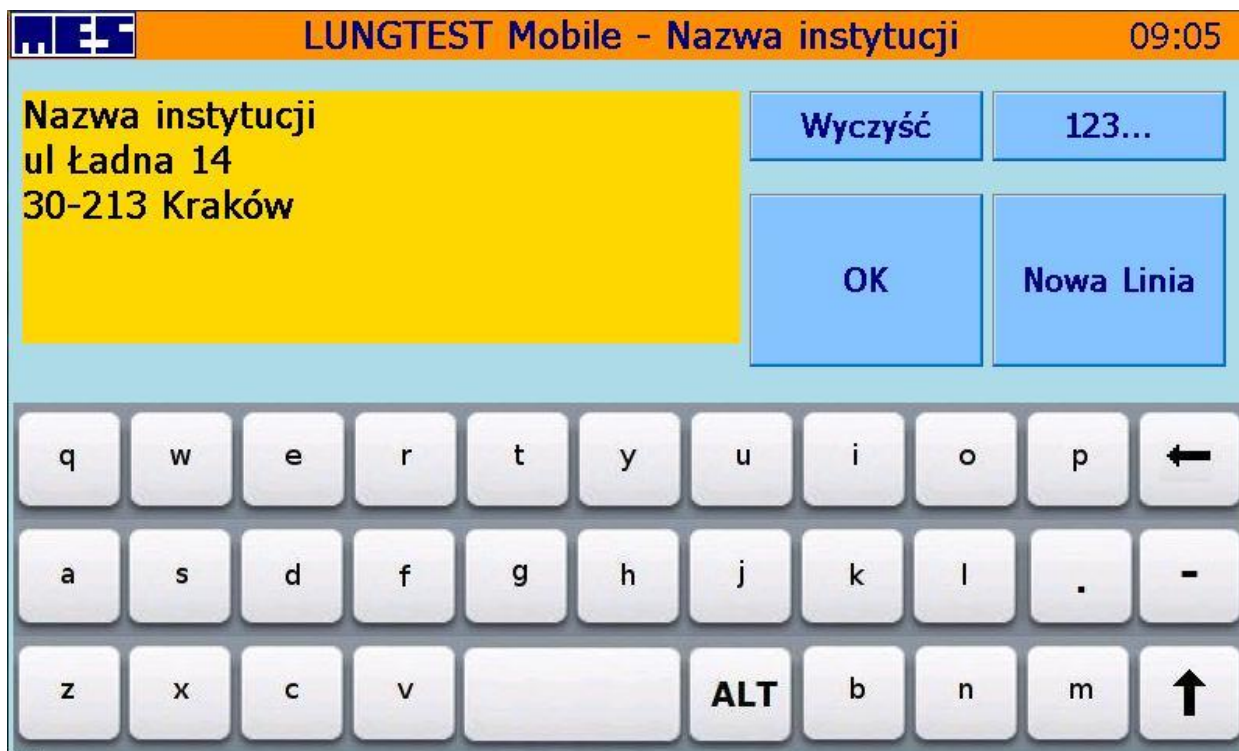 MES LUNGTEST Mobile - Nazwa instytucji 09:05
Nazwa instytucji
ul Ładna 14
30-213 Kraków
Wyczyść 123...
OK Nowa Linia
q w e r t y u i o p ←
a s d f g h j k l . -
z x c v ALT b n m ↑